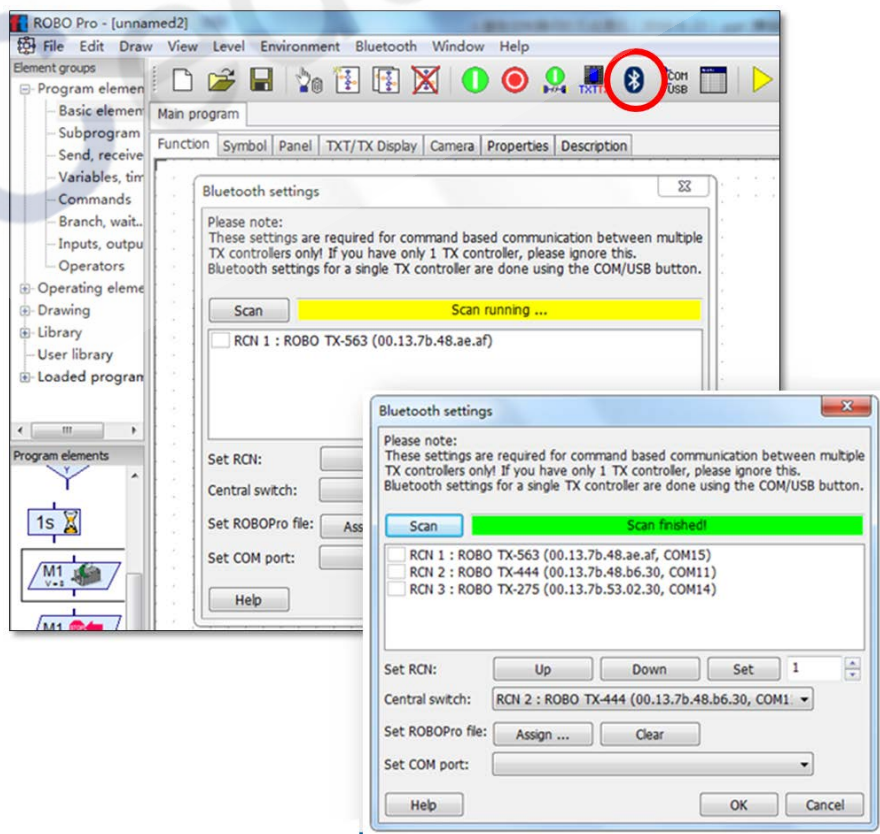 ROBO Pro - [unnamed2]
File Edit Draw View Level Environment Bluetooth Window Help
Element groups
Program elemen
Basic elemen
Subprogram
Send, receive
Variables, tim
Commands
Branch, wait..
Inputs, outpu
Operators
Operating eleme
Drawing
Library
User library
Loaded program
COM
USB
Main program
Function Symbol Panel TXT/TX Display Camera Properties Description
Bluetooth settings
Please note:
These settings are required for command based communication between multiple
TX controllers only! If you have only 1 TX controller, please ignore this.
Bluetooth settings for a single TX controller are done using the COM/USB button.
Scan Scan running ...
RCN 1 : ROBO TX-563 (00.13.7b.48.ae.af)
Set RCN:
Central switch:
Set ROBOPro file: Ass
Set COM port:
Help
Program elements
Y
1s
M1
V=8
M1
Bluetooth settings
Please note:
These settings are required for command based communication between multiple
TX controllers only! If you have only 1 TX controller, please ignore this.
Bluetooth settings for a single TX controller are done using the COM/USB button.
Scan Scan finished!
RCN 1 : ROBO TX-563 (00.13.7b.48.ae.af, COM15)
RCN 2 : ROBO TX-444 (00.13.7b.48.b6.30, COM11)
RCN 3 : ROBO TX-275 (00.13.7b.53.02.30, COM14)
Set RCN: Up Down Set 1
Central switch: RCN 2 : ROBO TX-444 (00.13.7b.48.b6.30, COM1
Set ROBOPro file: Assign ... Clear
Set COM port:
Help OK Cancel